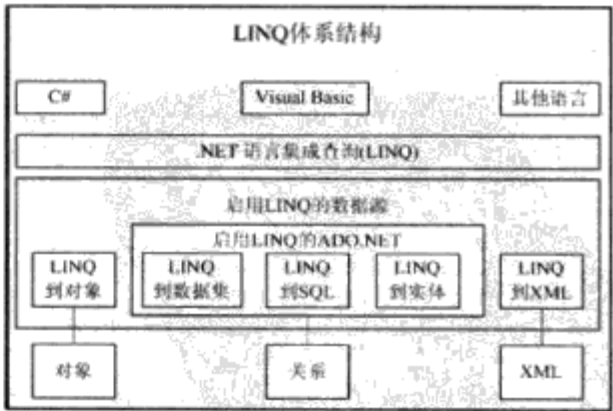 LINQ体系结构
C#
Visual Basic
其他语言
.NET 语言集成查询(LINQ)
启用LINQ的数据源
启用LINQ的ADO.NET
LINQ
到对象
LINQ
到数据集
LINQ
到SQL
LINQ
到实体
LINQ
到XML
对象
关系
XML